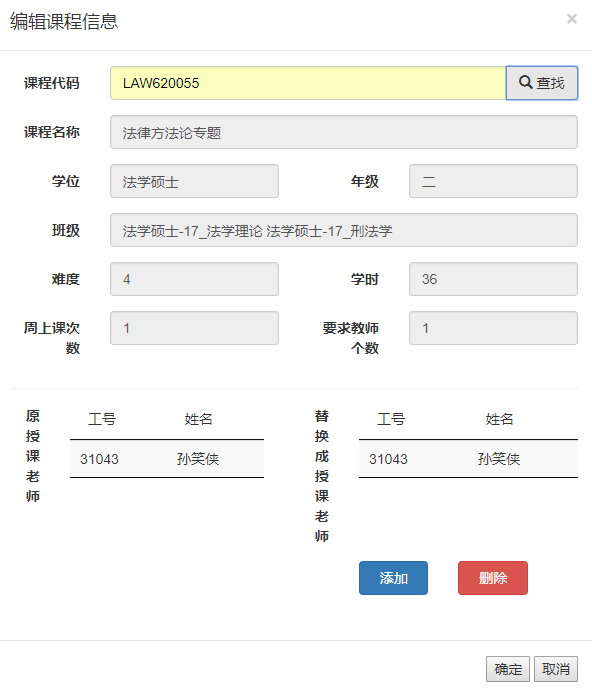 编辑课程信息 ×
课程代码 LAW620055 查找
课程名称 法律方法论专题
学位 法学硕士 年级 二
班级 法学硕士-17_法学理论 法学硕士-17_刑法学
难度 4 学时 36
周上课次数 1 要求教师个数 1
原授课老师
工号 姓名
31043 孙笑侠
替换成授课老师
工号 姓名
31043 孙笑侠
添加 删除
确定 取消